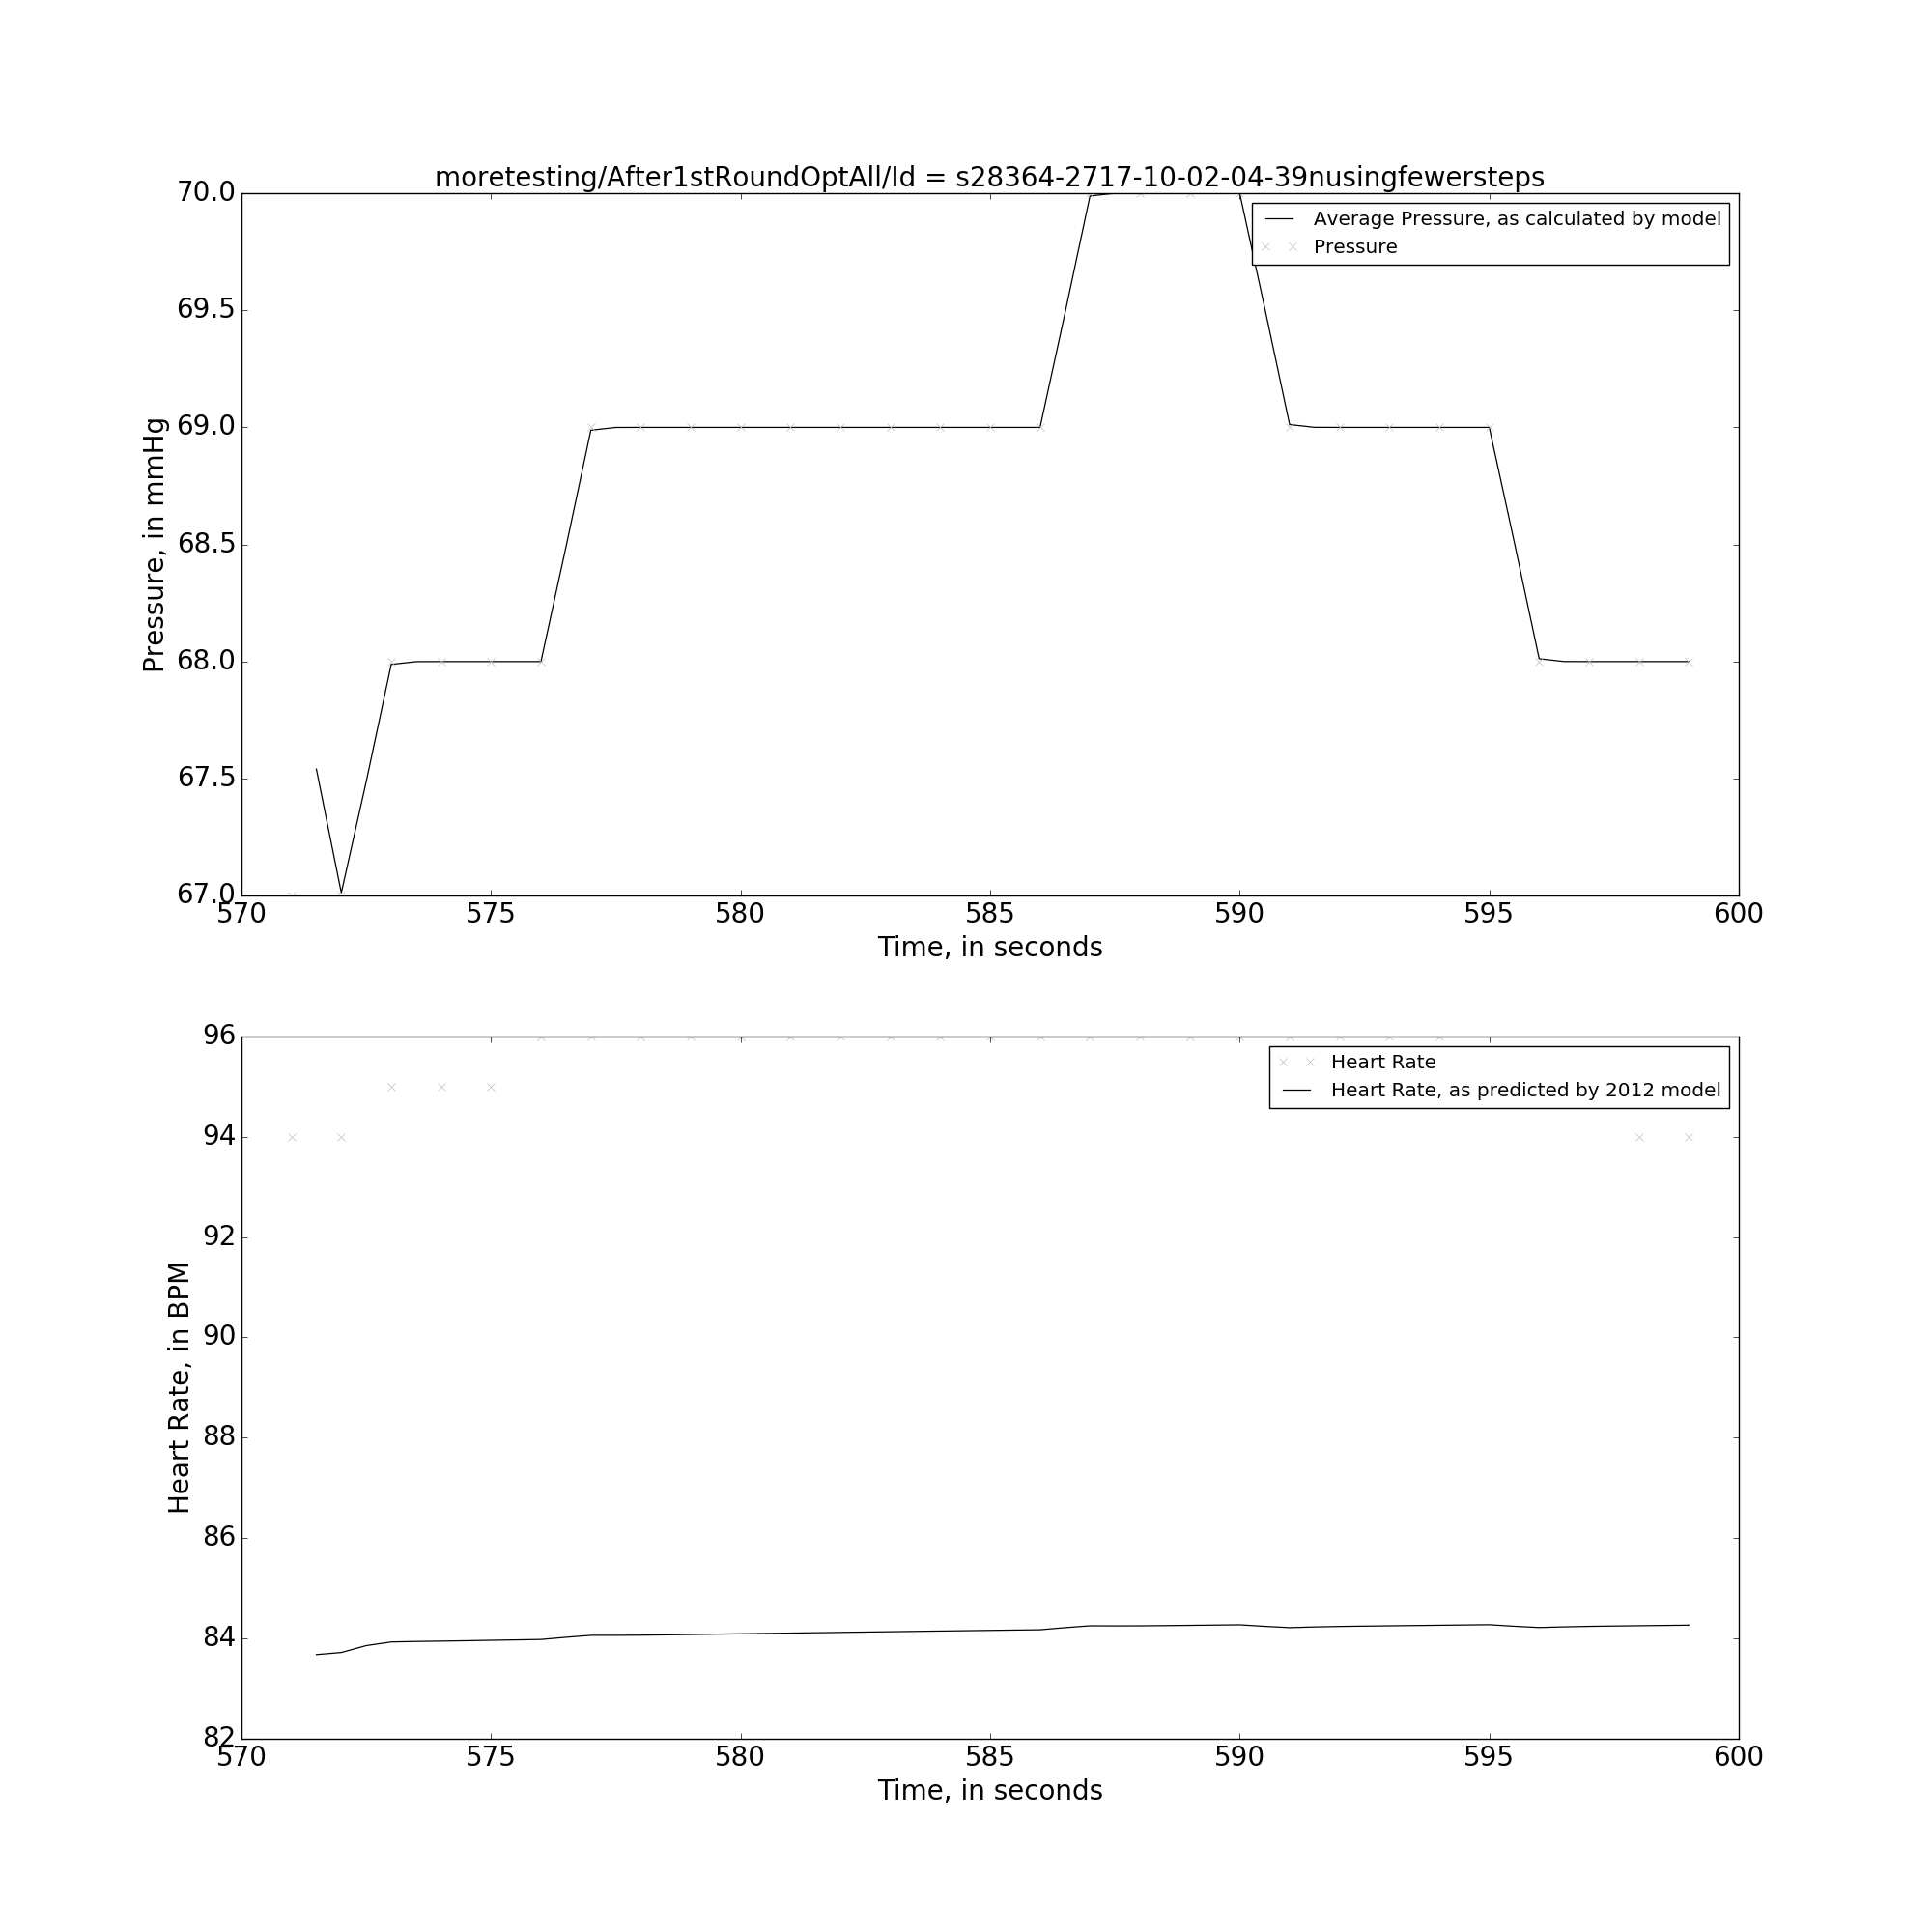 moretesting/After1stRoundOptAll/Id = s28364-2717-10-02-04-39nusingfewersteps
70.0
Average Pressure, as calculated by model
Pressure
69.5
69.0
68.5
68.0
67.5
67.0
Pressure, in mmHg
570 575 580 585 590 595 600
Time, in seconds
96
Heart Rate
Heart Rate, as predicted by 2012 model
94
92
90
88
86
84
82
Heart Rate, in BPM
570 575 580 585 590 595 600
Time, in seconds